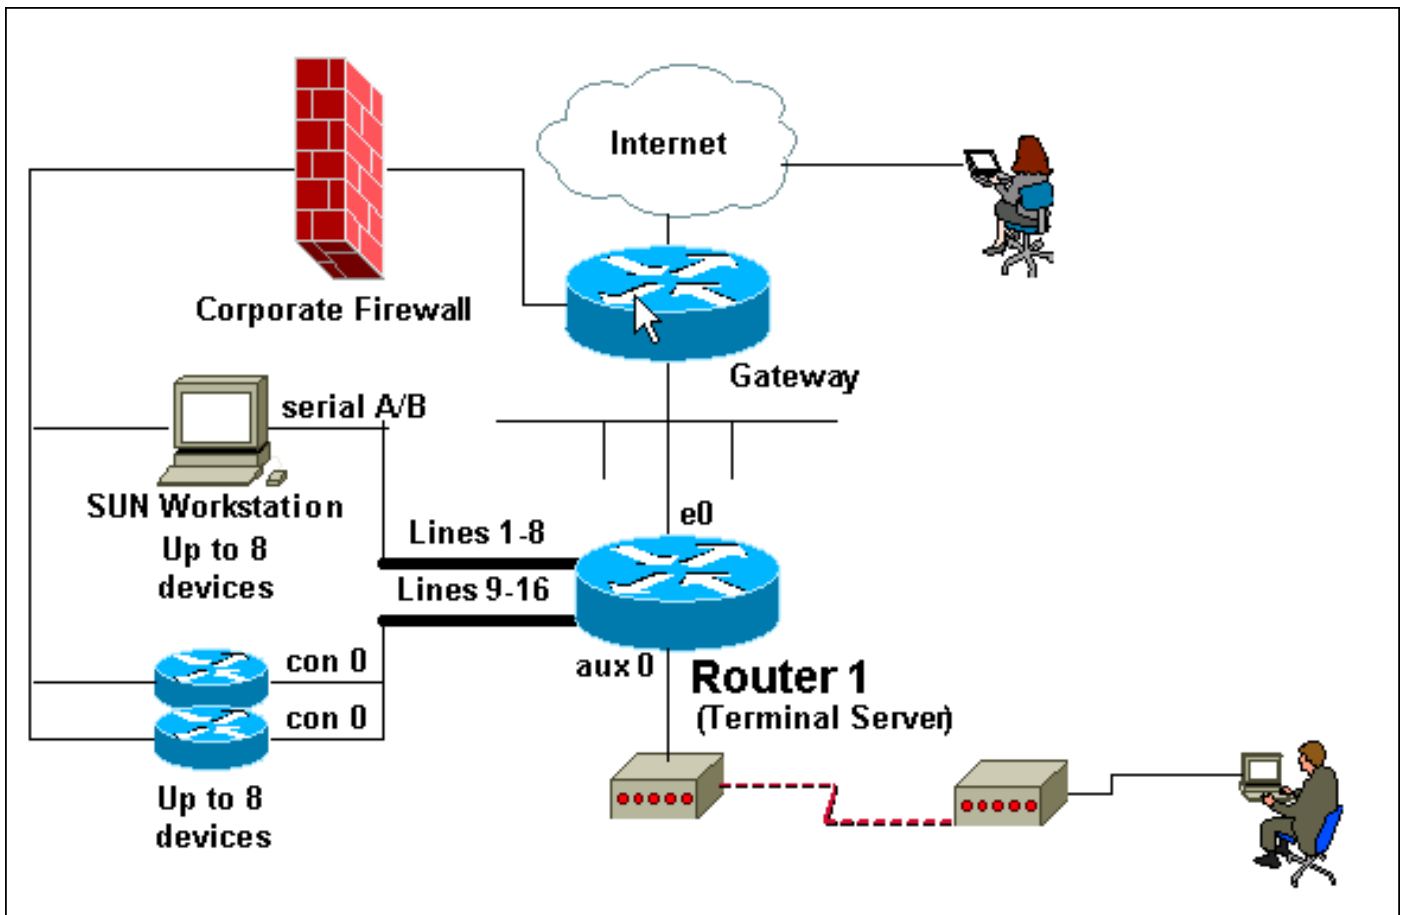 Internet
Corporate Firewall
Gateway
serial A/B
SUN Workstation
Up to 8
devices
e0
Lines 1-8
Lines 9-16
con 0
con 0
aux 0
Router 1
(Terminal Server)
Up to 8
devices